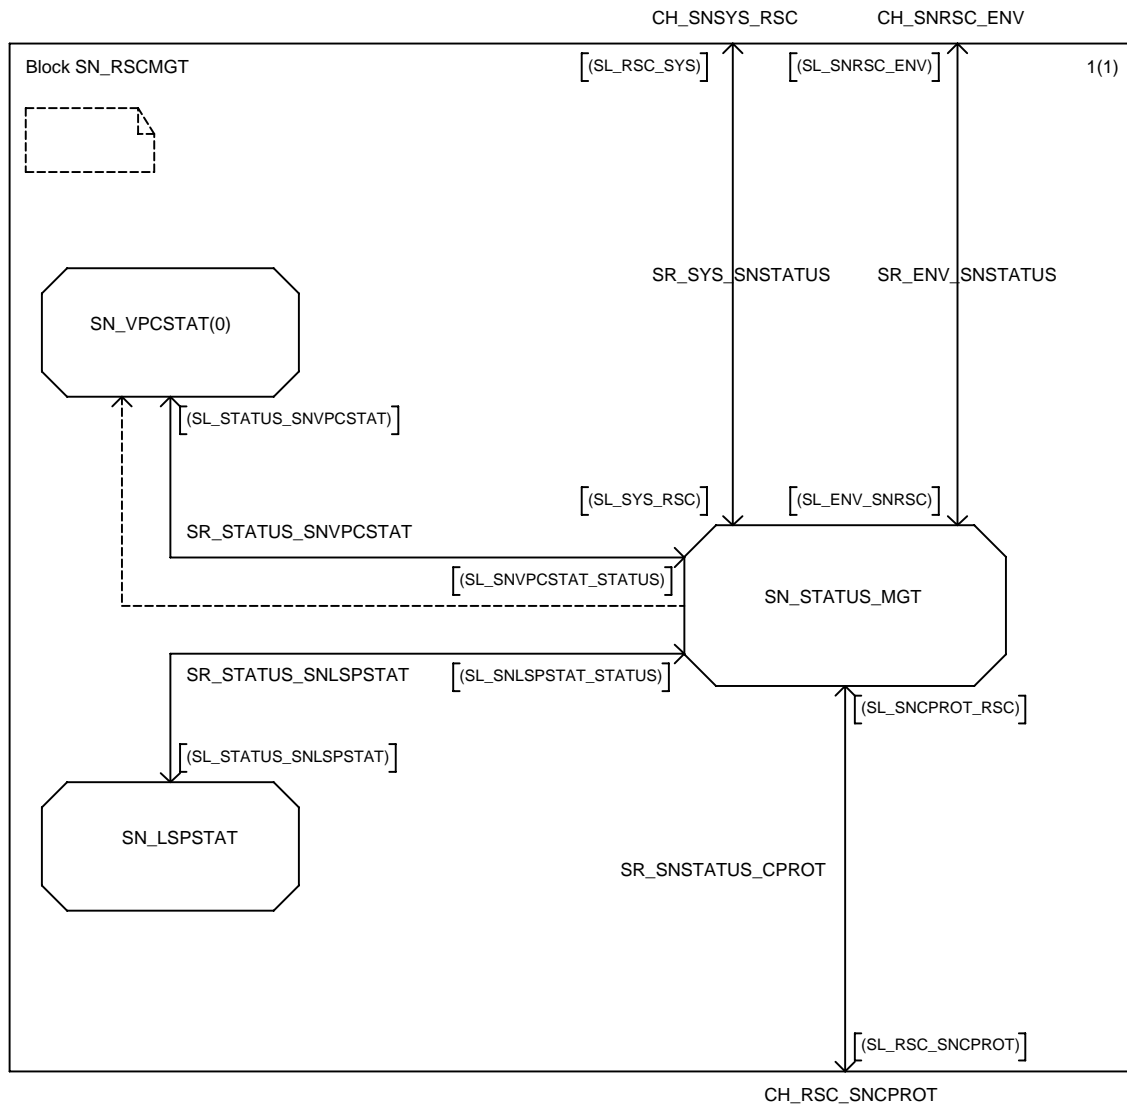 CH_SNSYS_RSC
CH_SNRSC_ENV
Block SN_RSCMGT
(SL_RSC_SYS)
(SL_SNRSC_ENV)
1(1)
SR_SYS_SNSTATUS
SR_ENV_SNSTATUS
SN_VPCSTAT(0)
(SL_STATUS_SNVPCSTAT)
(SL_SYS_RSC)
(SL_ENV_SNRSC)
SR_STATUS_SNVPCSTAT
(SL_SNVPCSTAT_STATUS)
SN_STATUS_MGT
SR_STATUS_SNLSPSTAT
(SL_SNLSPSTAT_STATUS)
(SL_SNCPROT_RSC)
(SL_STATUS_SNLSPSTAT)
SN_LSPSTAT
SR_SNSTATUS_CPROT
(SL_RSC_SNCPROT)
CH_RSC_SNCPROT